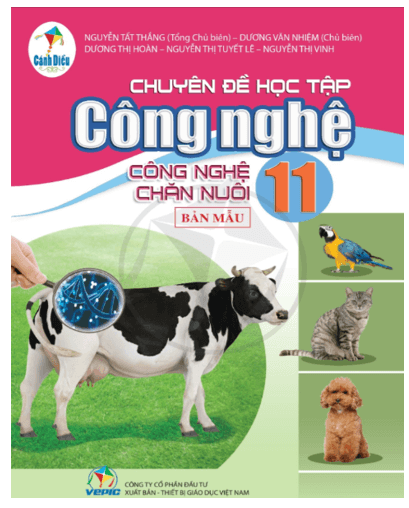 Cánh Diều
NGUYỄN TẤT THẮNG (Tổng Chủ biên) – DƯƠNG VĂN NHIỆM (Chủ biên)
DƯƠNG THỊ HOÀN – NGUYỄN THỊ TUYẾT LÊ – NGUYỄN THỊ VINH
CHUYÊN ĐỀ HỌC TẬP
Công nghệ
CÔNG NGHỆ
CHĂN NUÔI
11
BẢN MẪU
VEPIC
CÔNG TY CỔ PHẦN ĐẦU TƯ
XUẤT BẢN - THIẾT BỊ GIÁO DỤC VIỆT NAM